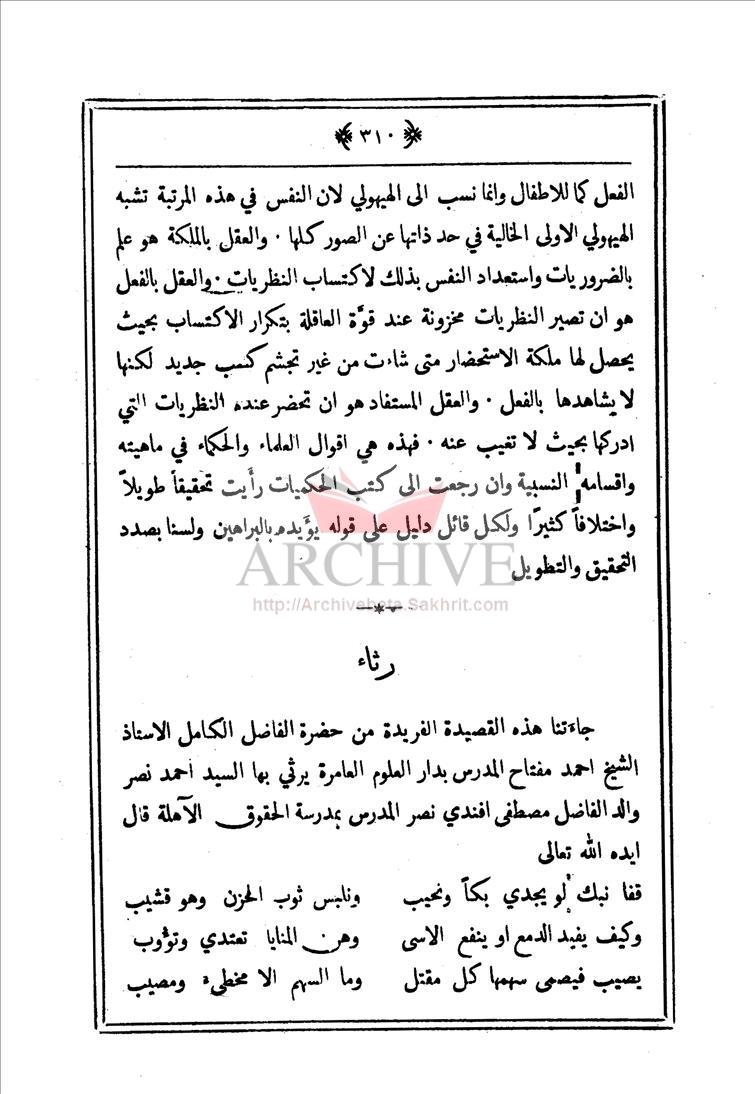 ﴿ ٣١٠ ﴾
الفعل كما للاطفال وانما نسب الى الهيولي لان النفس في هذه المرتبة تشبه
الهيولي الاولى الخالية في حد ذاتها عن الصور كلها . والعقل بالملكة هو علم
بالضروريات واستعداد النفس بذلك لاكتساب النظريات . والعقل بالفعل
هو ان تصير النظريات مخزونة عند قوَّة العاقلة بتكرار الاكتساب بحيث
يحصل لها ملكة الاستحضار متى شاءت من غير تجشم كسب جديد لكنها
لا يشاهدها بالفعل . والعقل المستفاد هو ان تحضر عنده النظريات التي
ادركها بحيث لا تغيب عنه . فهذه هي اقوال العلماء والحكماء في ماهيته
واقسامه النسبية وان رجعت الى كتب الحكميات رأيت تحقيقاً طويلاً
واختلافاً كثيرًا ولكل قائل دليل على قوله يؤيده بالبراهين ولسنا بصدد
التحقيق والتطويل
ARCHIVE
http://Archivebeta.Sakhrit.com
رثاء
جاءتنا هذه القصيدة الفريدة من حضرة الفاضل الكامل الاستاذ
الشيخ احمد مفتاح المدرس بدار العلوم العامرة يرثي بها السيد احمد نصر
والد الفاضل مصطفى افندي نصر المدرس بمدرسة الحقوق الآهلة قال
ايده الله تعالى
قفا نبك لو يجدي بكاً ونحيب ونلبس ثوب الحزن وهو قشيب
وكيف يفيد الدمع او ينفع الاسى وهن المنايا تعتدي وتؤوب
يصيب فيصمى سهمها كل مقتل وما السهم الا مخطىء ومصيب